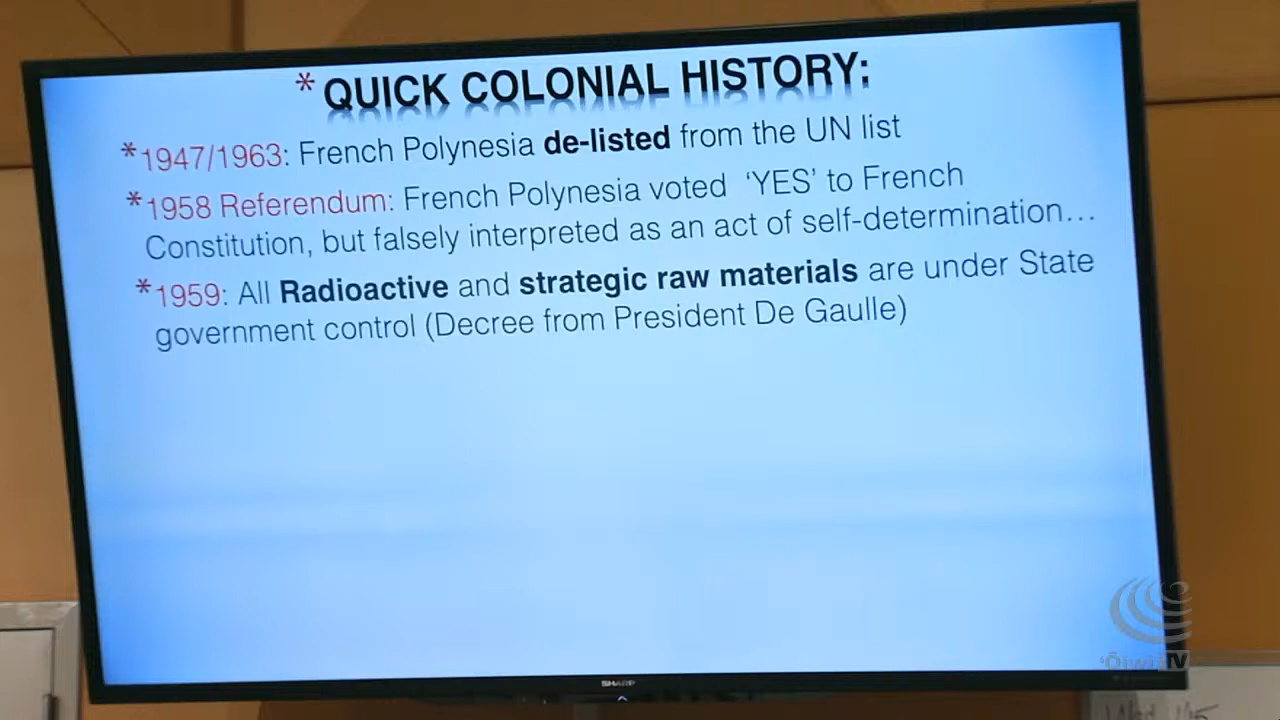 * QUICK COLONIAL HISTORY:
* 1947/1963: French Polynesia de-listed from the UN list
* 1958 Referendum: French Polynesia voted 'YES' to French
Constitution, but falsely interpreted as an act of self-determination...
* 1959: All Radioactive and strategic raw materials are under State
government control (Decree from President De Gaulle)
SHARP
ʻŌiwi TV